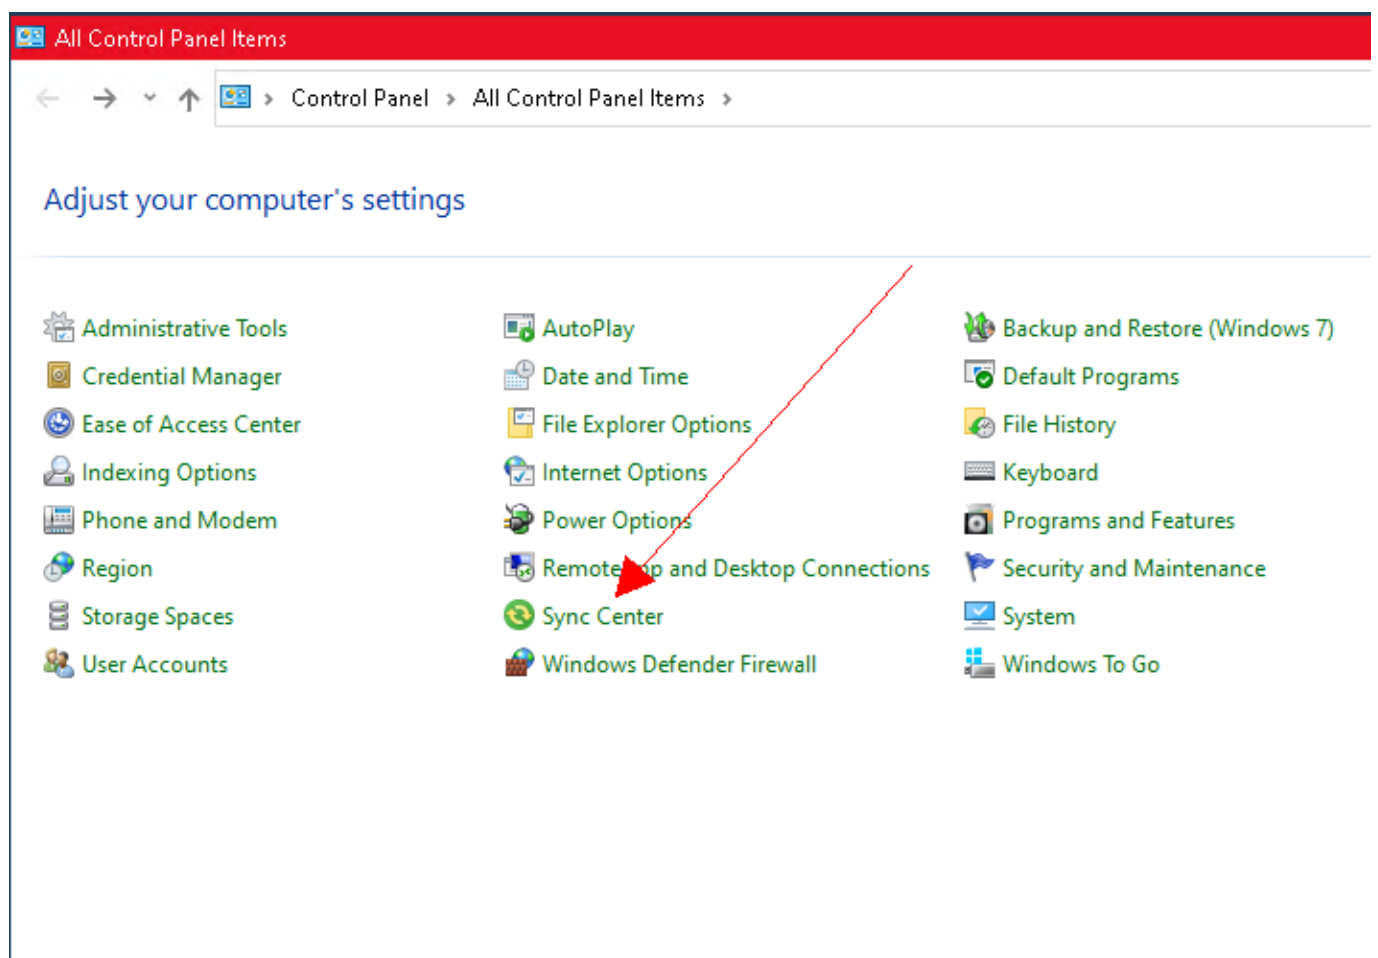 All Control Panel Items
Control Panel > All Control Panel Items >
Adjust your computer's settings
Administrative Tools
AutoPlay
Backup and Restore (Windows 7)
Credential Manager
Date and Time
Default Programs
Ease of Access Center
File Explorer Options
File History
Indexing Options
Internet Options
Keyboard
Phone and Modem
Power Options
Programs and Features
Region
and Desktop Connections
Security and Maintenance
Storage Spaces
Sync Center
System
User Accounts
Windows Defender Firewall
Windows To Go